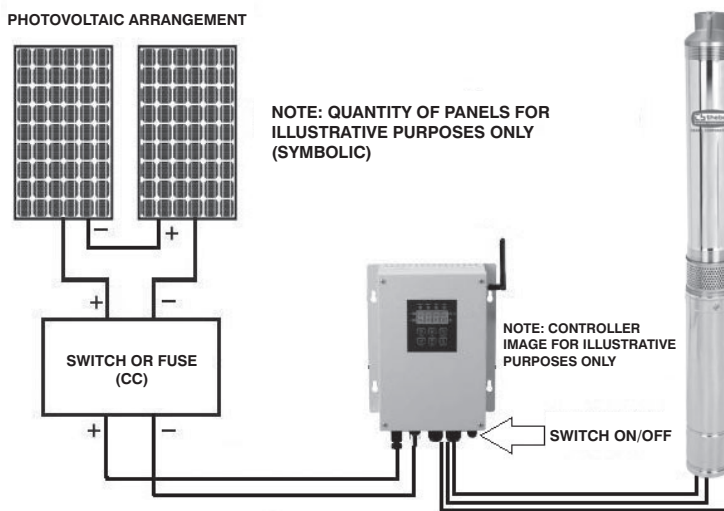 PHOTOVOLTAIC ARRANGEMENT
NOTE: QUANTITY OF PANELS FOR
ILLUSTRATIVE PURPOSES ONLY
(SYMBOLIC)
−
+
+
−
SWITCH OR FUSE
(CC)
+
−
NOTE: CONTROLLER
IMAGE FOR ILLUSTRATIVE
PURPOSES ONLY
SWITCH ON/OFF